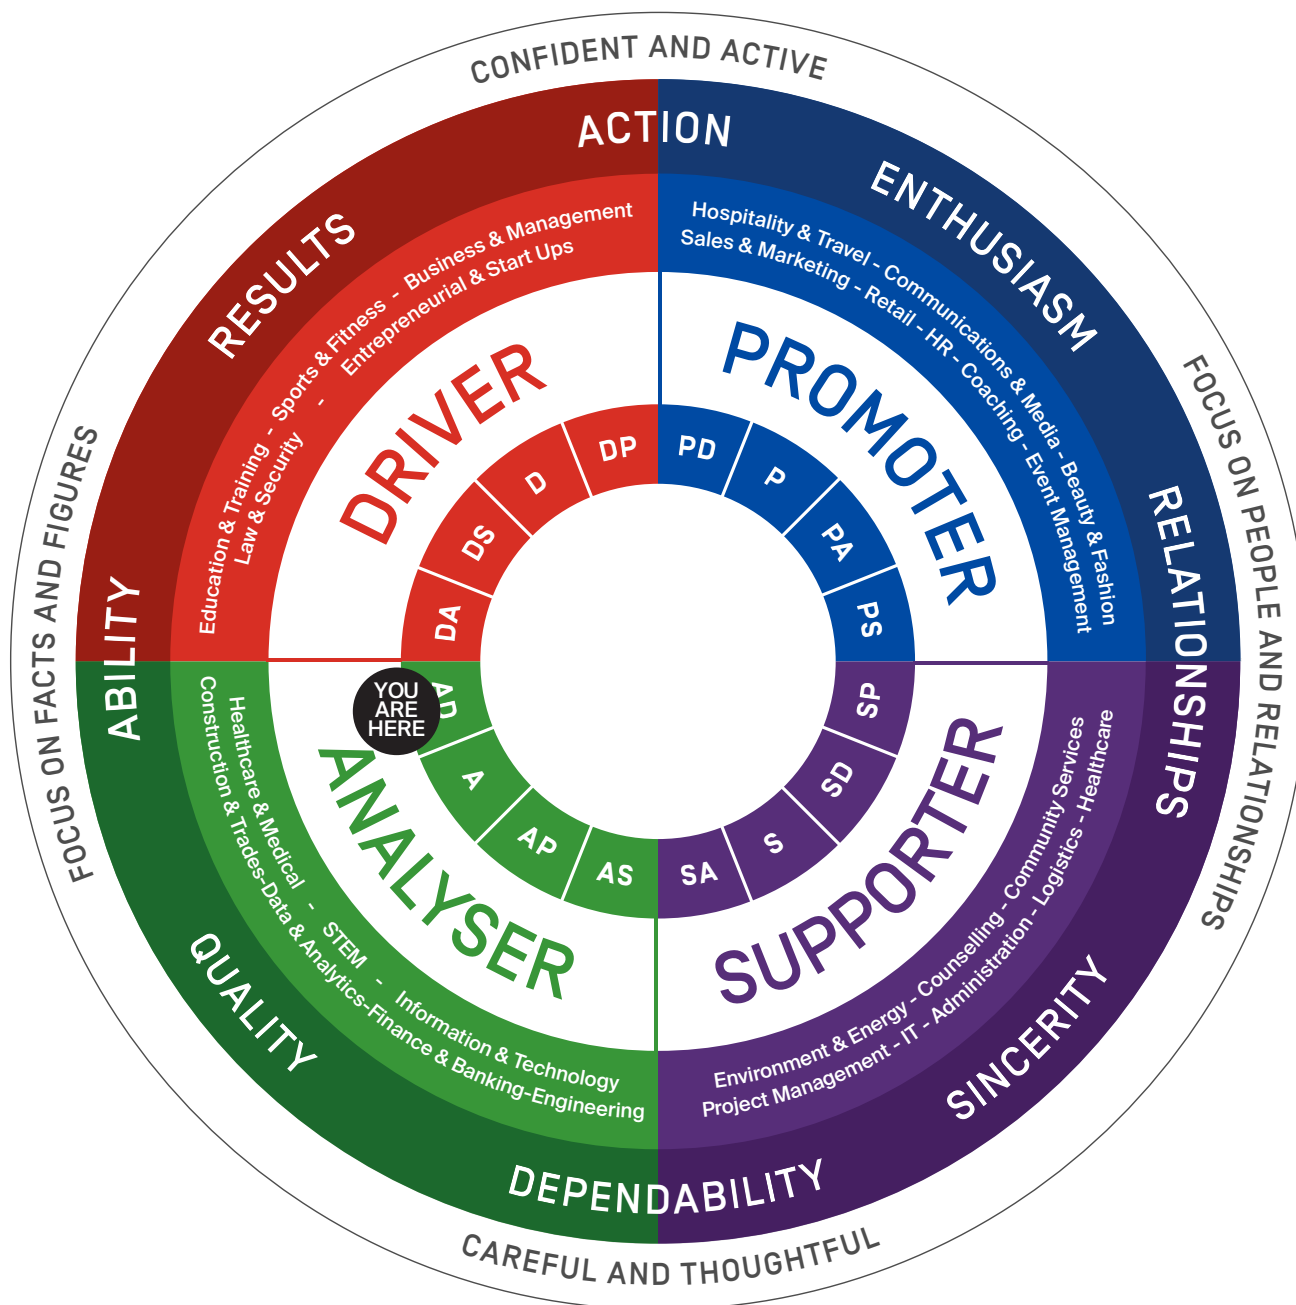 CONFIDENT AND ACTIVE
FOCUS ON PEOPLE AND RELATIONSHIPS
CAREFUL AND THOUGHTFUL
FOCUS ON FACTS AND FIGURES
ACTION
ENTHUSIASM
RELATIONSHIPS
SINCERITY
DEPENDABILITY
QUALITY
ABILITY
RESULTS
Education & Training - Sports & Fitness - Business & Management
Law & Security - Entrepreneurial & Start Ups
DRIVER
DA
DS
D
DP
Hospitality & Travel - Communications & Media - Beauty & Fashion
Sales & Marketing - Retail - HR - Coaching - Event Management
PROMOTER
PD
P
PA
PS
SUPPORTER
SP
SD
S
SA
Environment & Energy - Counselling - Community Services
Project Management - IT - Administration - Logistics - Healthcare
ANALYSER
AD
A
AP
AS
YOU
ARE
HERE
Healthcare & Medical - STEM - Information & Technology
Construction & Trades-Data & Analytics-Finance & Banking-Engineering